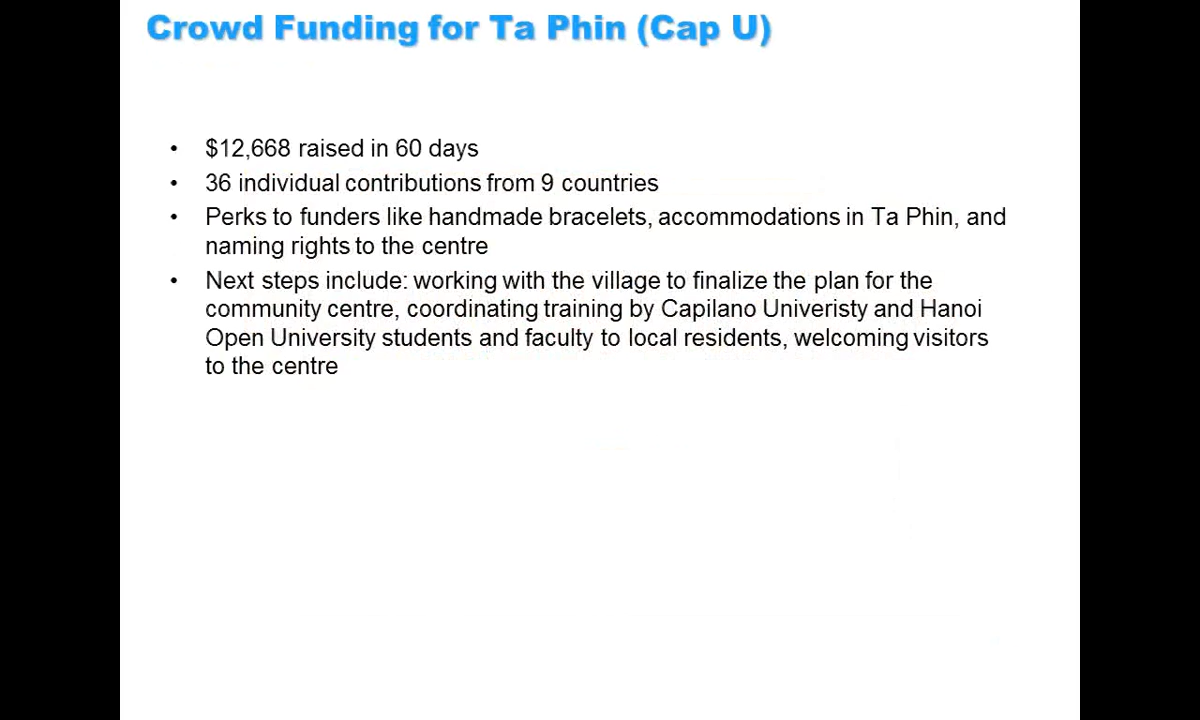 Crowd Funding for Ta Phin (Cap U)
• $12,668 raised in 60 days
• 36 individual contributions from 9 countries
• Perks to funders like handmade bracelets, accommodations in Ta Phin, and
naming rights to the centre
• Next steps include: working with the village to finalize the plan for the
community centre, coordinating training by Capilano Univeristy and Hanoi
Open University students and faculty to local residents, welcoming visitors
to the centre